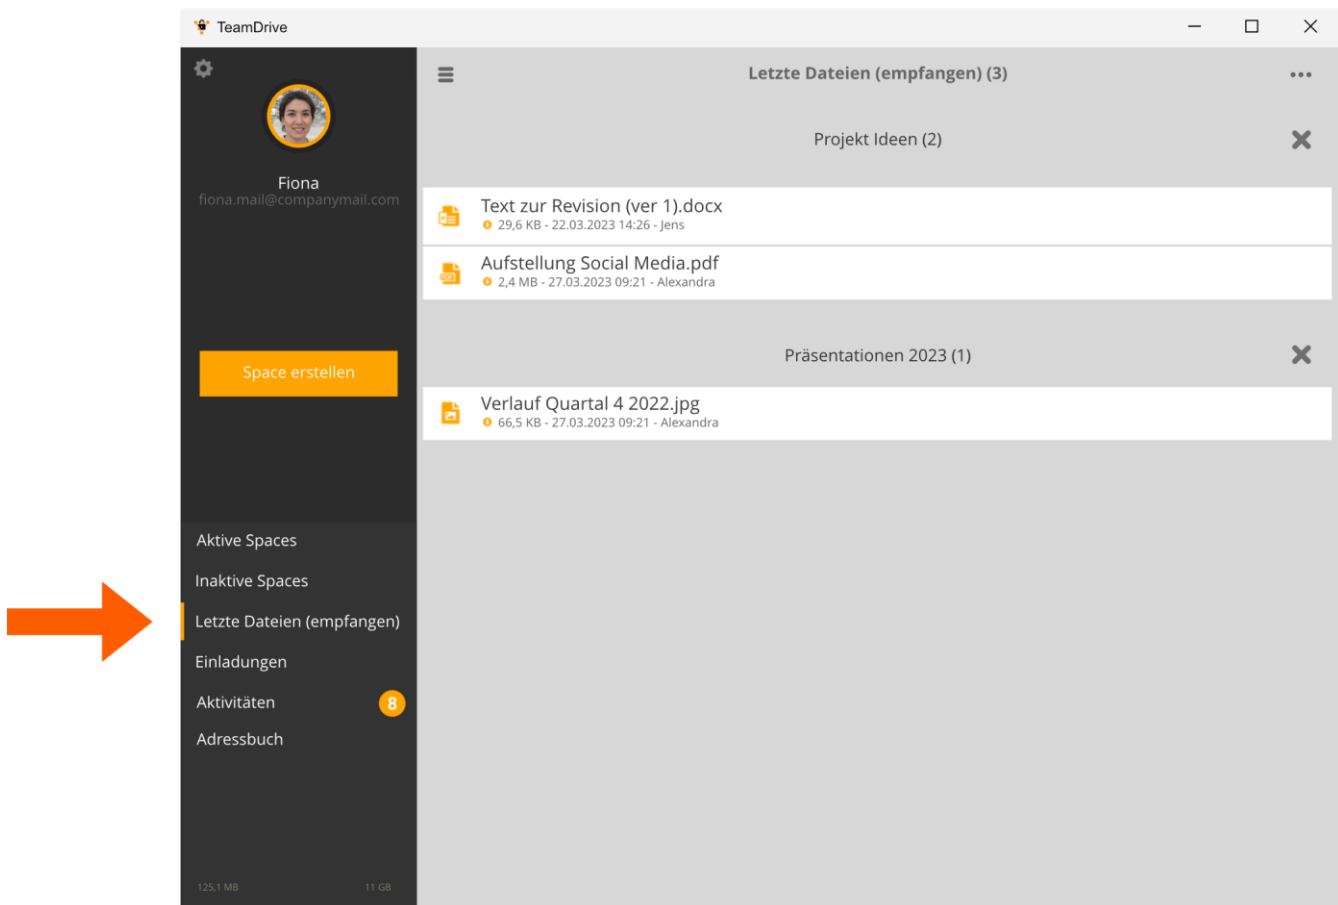 TeamDrive
Fiona
fiona.mail@companymail.com
Space erstellen
Aktive Spaces
Inaktive Spaces
Letzte Dateien (empfangen)
Einladungen
Aktivitäten 8
Adressbuch
125,1 MB 11 GB
Letzte Dateien (empfangen) (3)
Projekt Ideen (2)
Text zur Revision (ver 1).docx
29,6 KB - 22.03.2023 14:26 - Jens
Aufstellung Social Media.pdf
2,4 MB - 27.03.2023 09:21 - Alexandra
Präsentationen 2023 (1)
Verlauf Quartal 4 2022.jpg
66,5 KB - 27.03.2023 09:21 - Alexandra